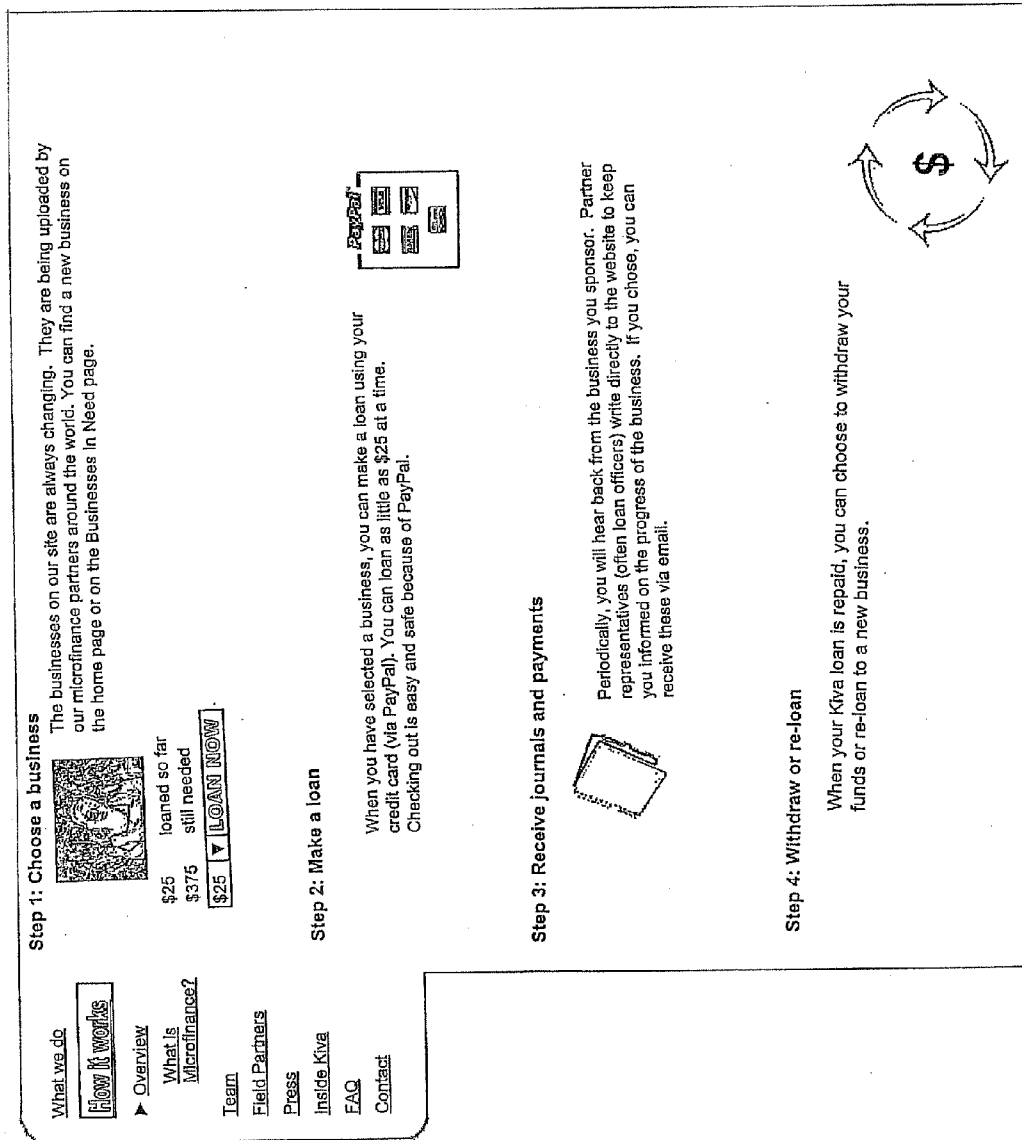 What we do
How it works
► Overview
What is
Microfinance?
Team
Field Partners
Press
Inside Kiva
FAQ
Contact
Step 1: Choose a business
The businesses on our site are always changing. They are being uploaded by
our microfinance partners around the world. You can find a new business on
the home page or on the Businesses In Need page.
$25 loaned so far
$375 still needed
$25 ▼ LOAN NOW
Step 2: Make a loan
When you have selected a business, you can make a loan using your
credit card (via PayPal). You can loan as little as $25 at a time.
Checking out is easy and safe because of PayPal.
PayPal
Step 3: Receive journals and payments
Periodically, you will hear back from the business you sponsor. Partner
representatives (often loan officers) write directly to the website to keep
you informed on the progress of the business. If you chose, you can
receive these via email.
Step 4: Withdraw or re-loan
When your Kiva loan is repaid, you can choose to withdraw your
funds or re-loan to a new business.
$